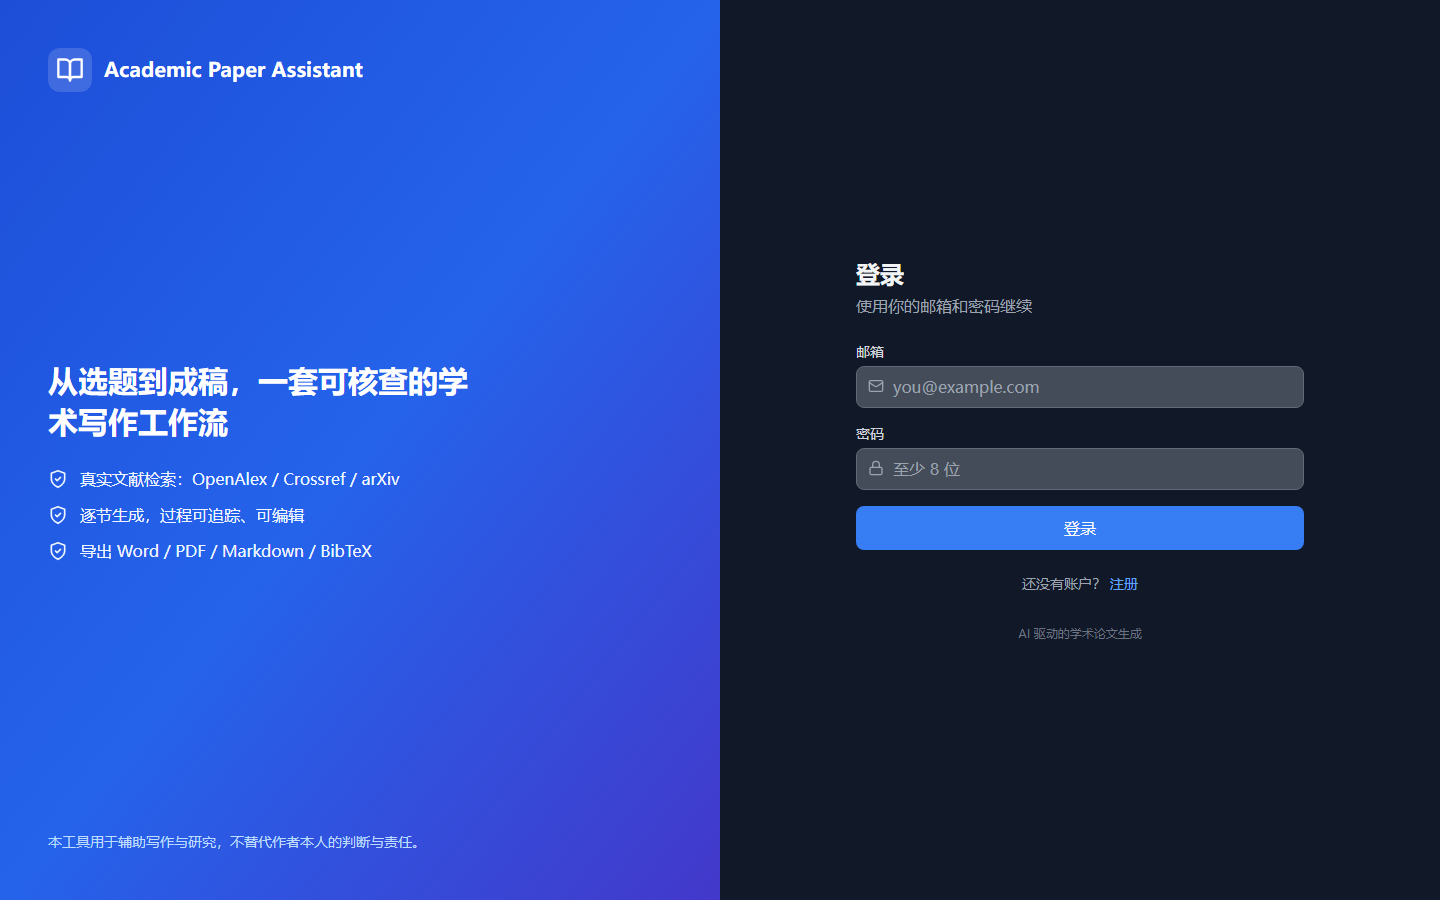 Academic Paper Assistant
从选题到成稿，一套可核查的学
术写作工作流
真实文献检索：OpenAlex / Crossref / arXiv
逐节生成，过程可追踪、可编辑
导出 Word / PDF / Markdown / BibTeX
本工具用于辅助写作与研究，不替代作者本人的判断与责任。
登录
使用你的邮箱和密码继续
邮箱
you@example.com
密码
至少 8 位
登录
还没有账户？ 注册
AI 驱动的学术论文生成